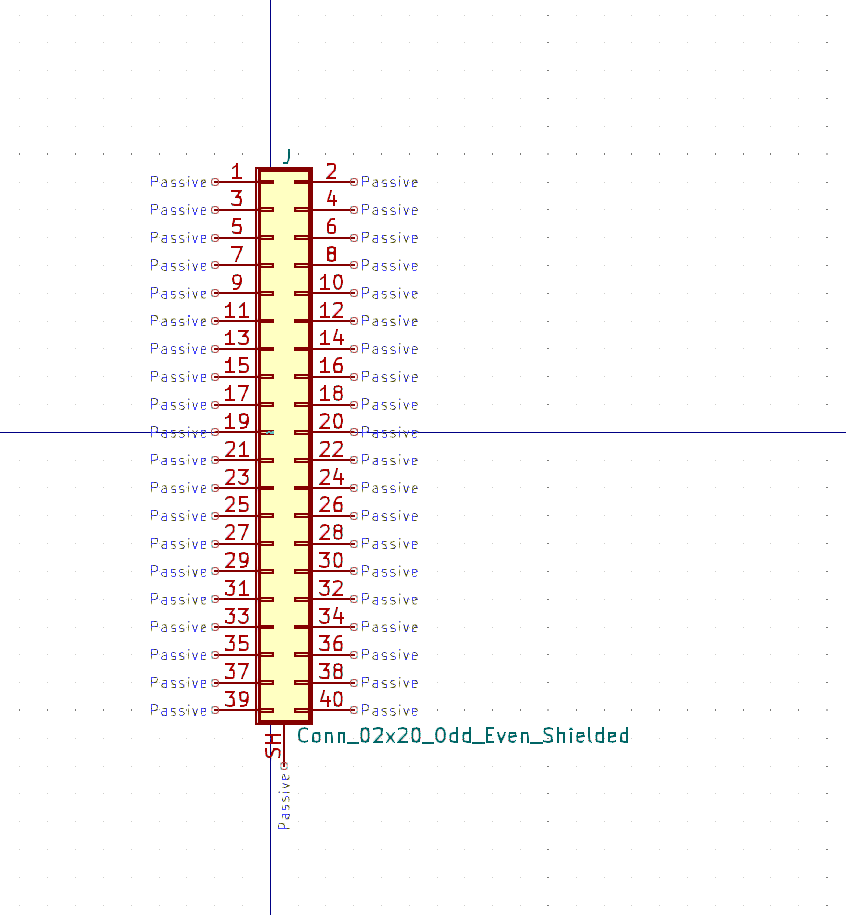 J
Passive 1 2 Passive
Passive 3 4 Passive
Passive 5 6 Passive
Passive 7 8 Passive
Passive 9 10 Passive
Passive 11 12 Passive
Passive 13 14 Passive
Passive 15 16 Passive
Passive 17 18 Passive
Passive 19 20 Passive
Passive 21 22 Passive
Passive 23 24 Passive
Passive 25 26 Passive
Passive 27 28 Passive
Passive 29 30 Passive
Passive 31 32 Passive
Passive 33 34 Passive
Passive 35 36 Passive
Passive 37 38 Passive
Passive 39 40 Passive
SH Conn_02x20_Odd_Even_Shielded
Passive